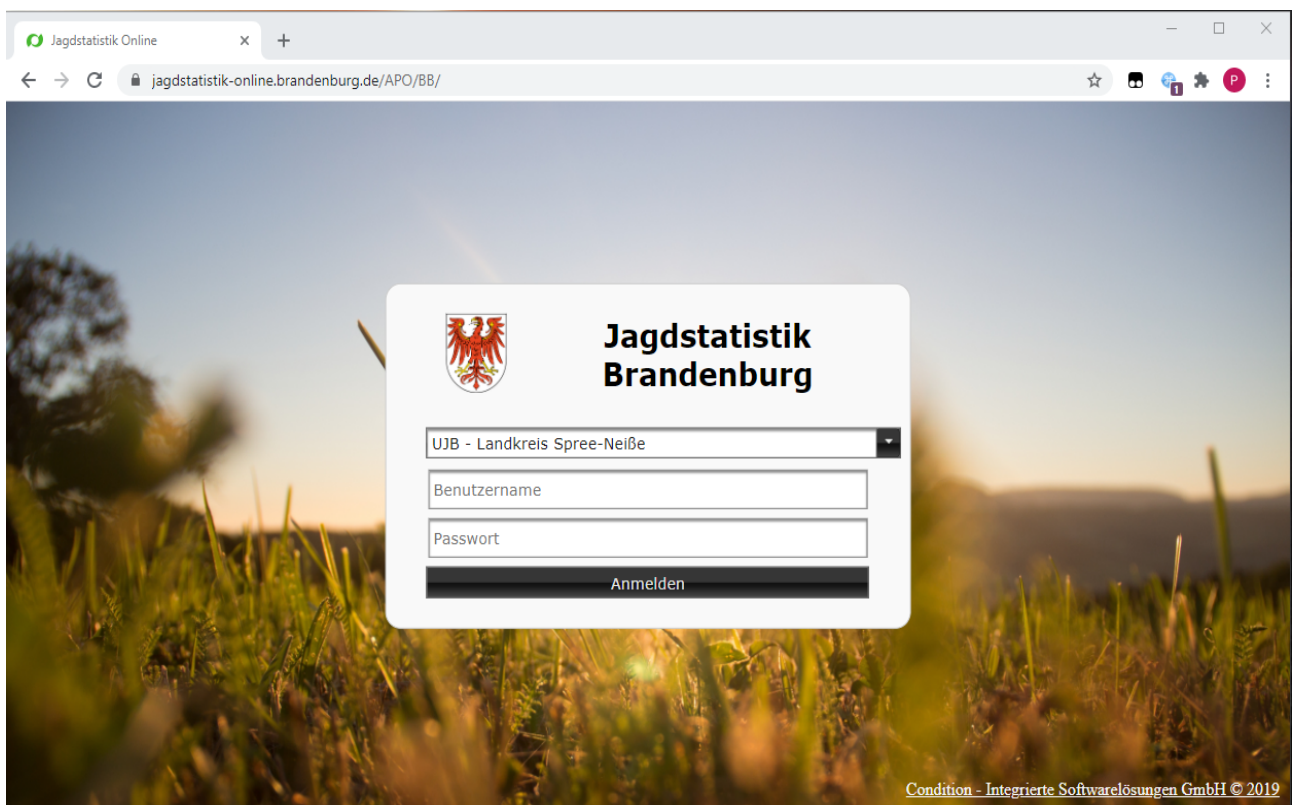 Jagdstatistik Online
jagdstatistik-online.brandenburg.de/APO/BB/
1
P
Jagdstatistik
Brandenburg
UJB - Landkreis Spree-Neiße
Benutzername
Passwort
Anmelden
Condition - Integrierte Softwarelösungen GmbH © 2019